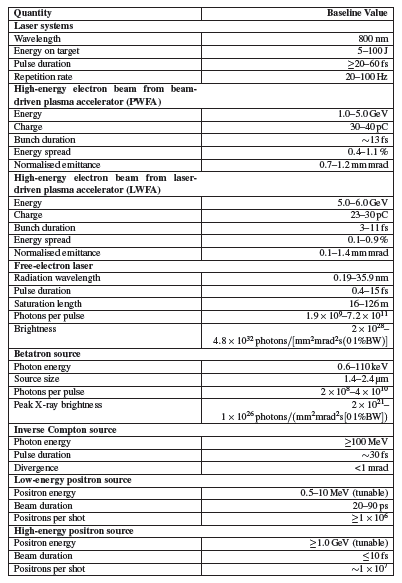 Quantity Baseline Value
Laser systems
Wavelength 800 nm
Energy on target 5–100 J
Pulse duration ≥20–60 fs
Repetition rate 20–100 Hz
High-energy electron beam from beam-
driven plasma accelerator (PWFA)
Energy 1.0–5.0 GeV
Charge 30–40 pC
Bunch duration ∼13 fs
Energy spread 0.4–1.1 %
Normalised emittance 0.7–1.2 mm mrad
High-energy electron beam from laser-
driven plasma accelerator (LWFA)
Energy 5.0–6.0 GeV
Charge 23–30 pC
Bunch duration 3–11 fs
Energy spread 0.1–0.9 %
Normalised emittance 0.1–1.4 mm mrad
Free-electron laser
Radiation wavelength 0.19–35.9 nm
Pulse duration 0.4–15 fs
Saturation length 16–126 m
Photons per pulse 1.9 × 10⁹–7.2 × 10¹¹
Brightness 2 × 10²⁸–
4.8 × 10³² photons/[mm²mrad²s(0 1%BW)]
Betatron source
Photon energy 0.6–110 keV
Source size 1.4–2.4 µm
Photons per pulse 2 × 10⁸–4 × 10¹⁰
Peak X-ray brightness 2 × 10²¹–
1 × 10²⁶ photons/(mm²mrad²s[0 1%BW])
Inverse Compton source
Photon energy ≥100 MeV
Pulse duration ∼30 fs
Divergence <1 mrad
Low-energy positron source
Positron energy 0.5–10 MeV (tunable)
Beam duration 20–90 ps
Positrons per shot ≥1 × 10⁶
High-energy positron source
Positron energy ≥1.0 GeV (tunable)
Beam duration ≤10 fs
Positrons per shot ∼1 × 10⁷